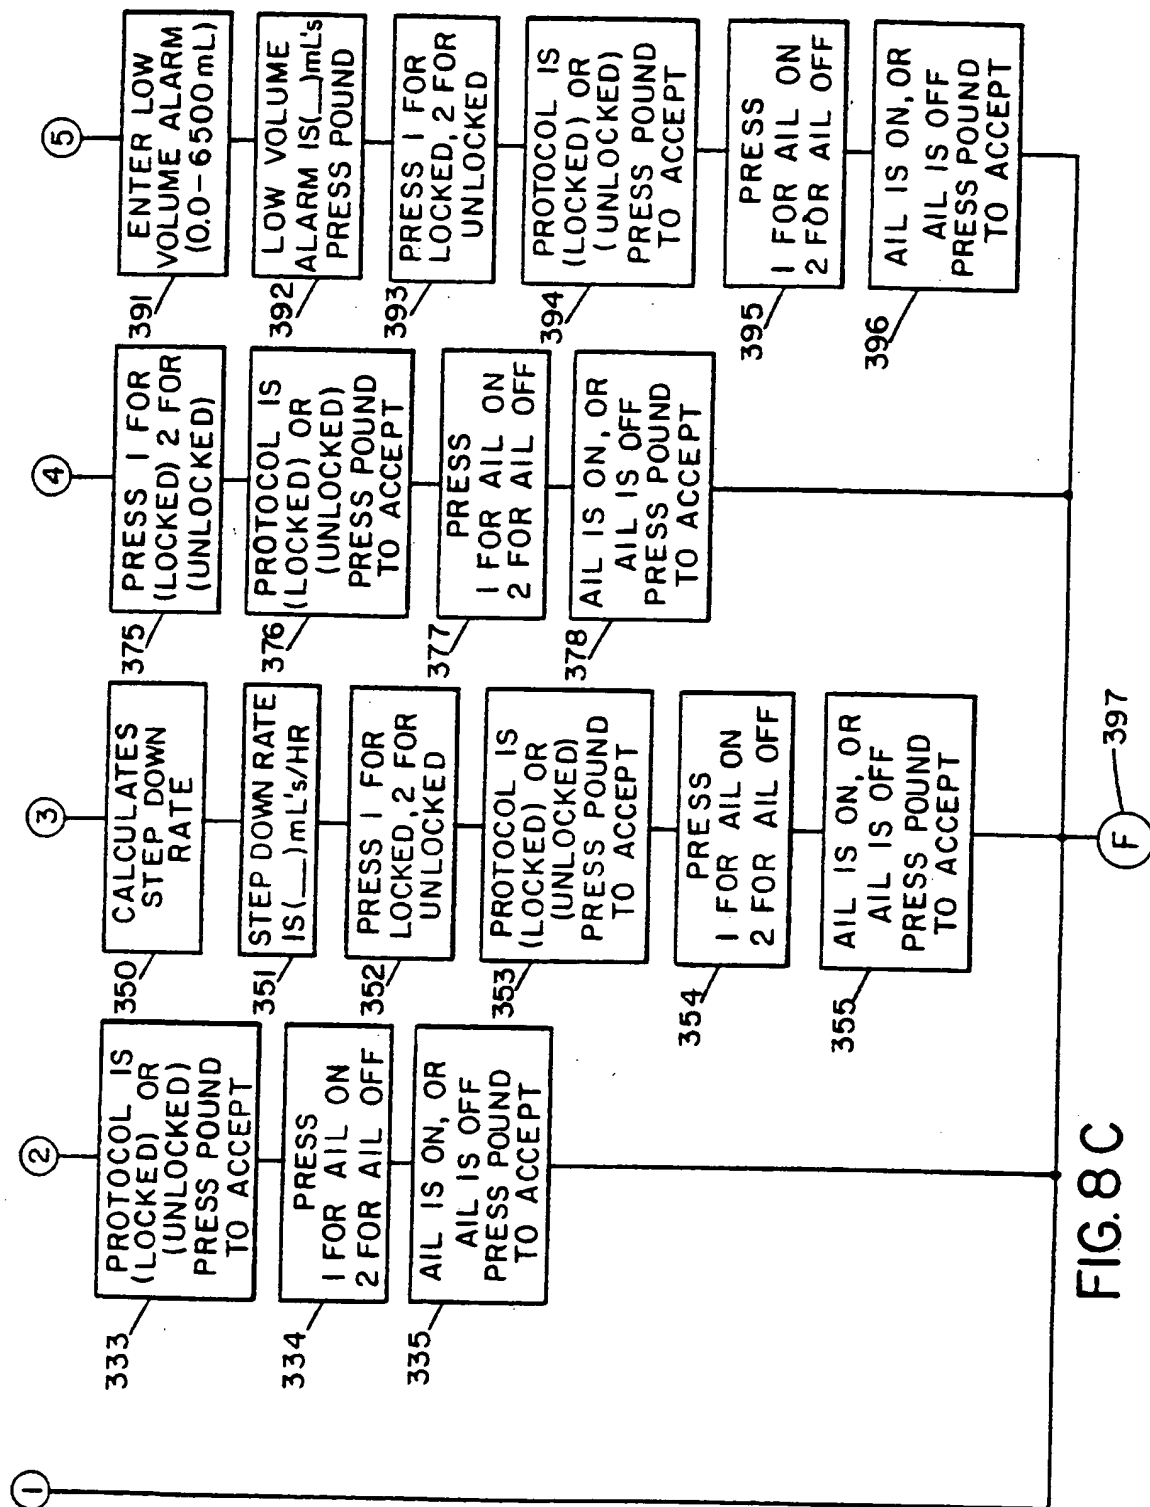 1
2
333
PROTOCOL IS
(LOCKED) OR
(UNLOCKED)
PRESS POUND
TO ACCEPT
334
PRESS
1 FOR AIL ON
2 FOR AIL OFF
335
AIL IS ON, OR
AIL IS OFF
PRESS POUND
TO ACCEPT
3
350
CALCULATES
STEP DOWN
RATE
351
STEP DOWN RATE
IS(__)mL's/HR
352
PRESS 1 FOR
LOCKED, 2 FOR
UNLOCKED
353
PROTOCOL IS
(LOCKED) OR
(UNLOCKED)
PRESS POUND
TO ACCEPT
354
PRESS
1 FOR AIL ON
2 FOR AIL OFF
355
AIL IS ON, OR
AIL IS OFF
PRESS POUND
TO ACCEPT
4
375
PRESS 1 FOR
(LOCKED) 2 FOR
(UNLOCKED)
376
PROTOCOL IS
(LOCKED) OR
(UNLOCKED)
PRESS POUND
TO ACCEPT
377
PRESS
1 FOR AIL ON
2 FOR AIL OFF
378
AIL IS ON, OR
AIL IS OFF
PRESS POUND
TO ACCEPT
5
391
ENTER LOW
VOLUME ALARM
(0.0-6500mL)
392
LOW VOLUME
ALARM IS(__)mL's
PRESS POUND
393
PRESS 1 FOR
LOCKED, 2 FOR
UNLOCKED
394
PROTOCOL IS
(LOCKED) OR
(UNLOCKED)
PRESS POUND
TO ACCEPT
395
PRESS
1 FOR AIL ON
2 FOR AIL OFF
396
AIL IS ON, OR
AIL IS OFF
PRESS POUND
TO ACCEPT
F
397
FIG. 8C